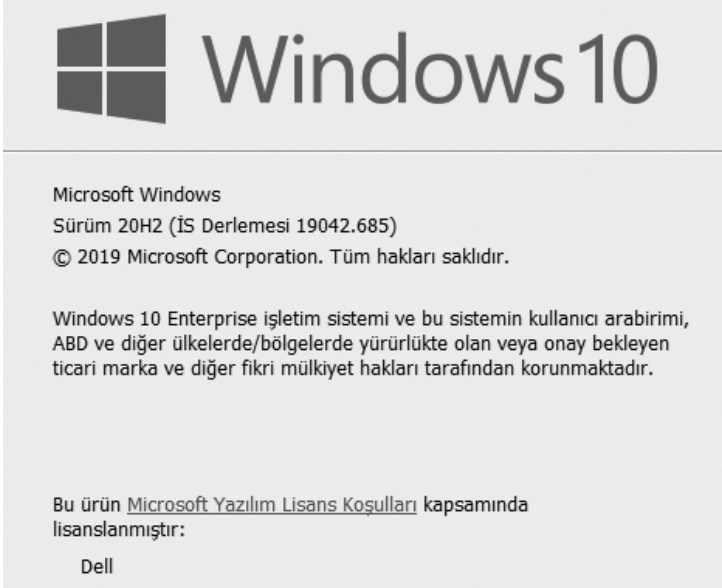 Windows 10
Microsoft Windows
Sürüm 20H2 (İS Derlemesi 19042.685)
© 2019 Microsoft Corporation. Tüm hakları saklıdır.
Windows 10 Enterprise işletim sistemi ve bu sistemin kullanıcı arabirimi,
ABD ve diğer ülkelerde/bölgelerde yürürlükte olan veya onay bekleyen
ticari marka ve diğer fikri mülkiyet hakları tarafından korunmaktadır.
Bu ürün Microsoft Yazılım Lisans Koşulları kapsamında
lisanslanmıştır:
Dell